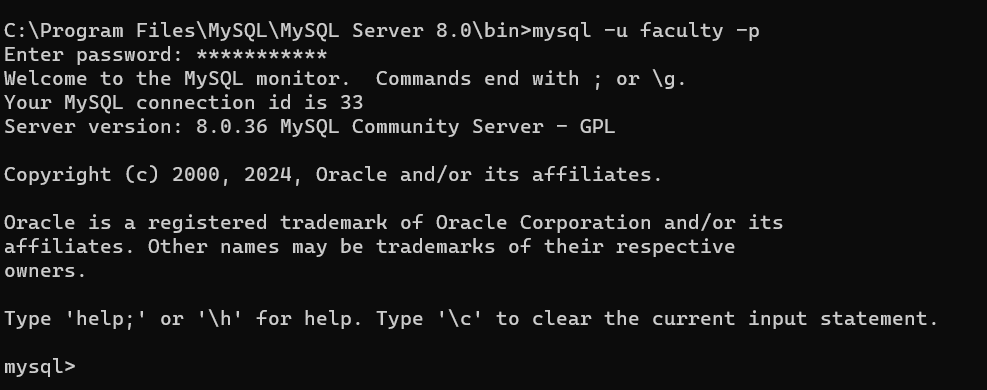 C:\Program Files\MySQL\MySQL Server 8.0\bin>mysql -u faculty -p
Enter password: ***********
Welcome to the MySQL monitor.  Commands end with ; or \g.
Your MySQL connection id is 33
Server version: 8.0.36 MySQL Community Server - GPL
Copyright (c) 2000, 2024, Oracle and/or its affiliates.
Oracle is a registered trademark of Oracle Corporation and/or its
affiliates. Other names may be trademarks of their respective
owners.
Type 'help;' or '\h' for help. Type '\c' to clear the current input statement.
mysql>